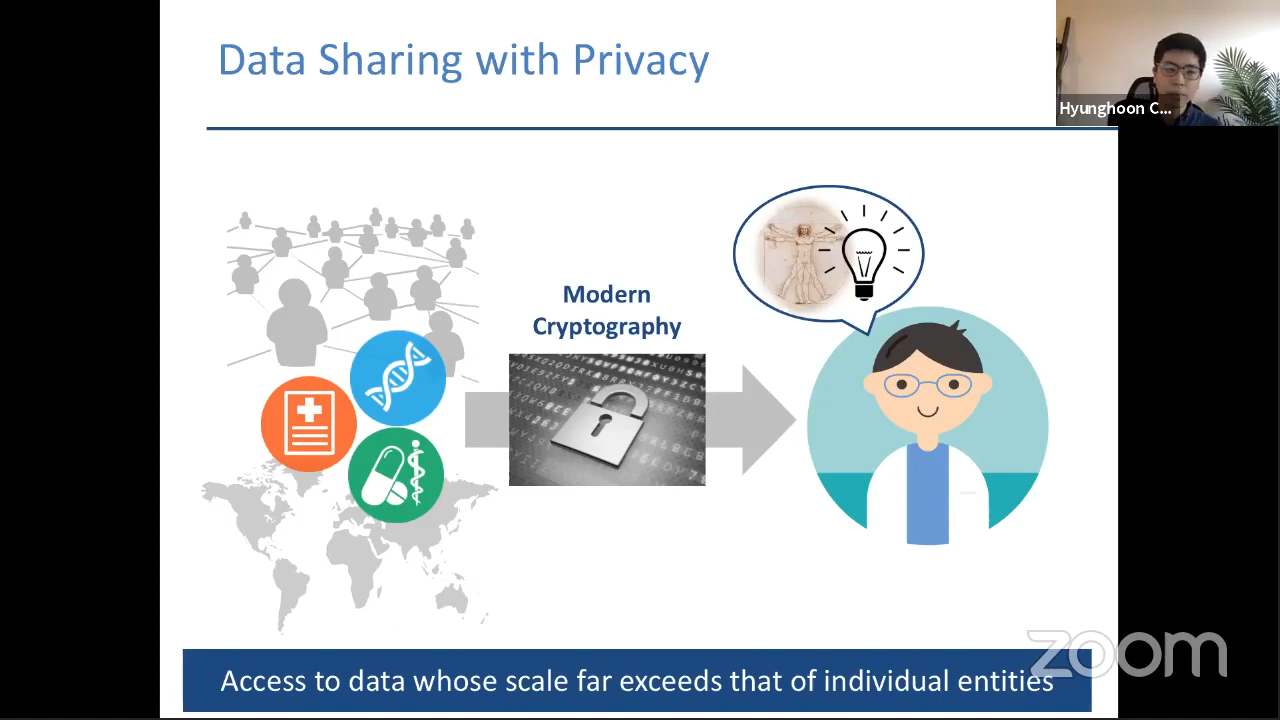 Data Sharing with Privacy
Hyunghoon C...
Modern
Cryptography
Access to data whose scale far exceeds that of individual entities
zoom